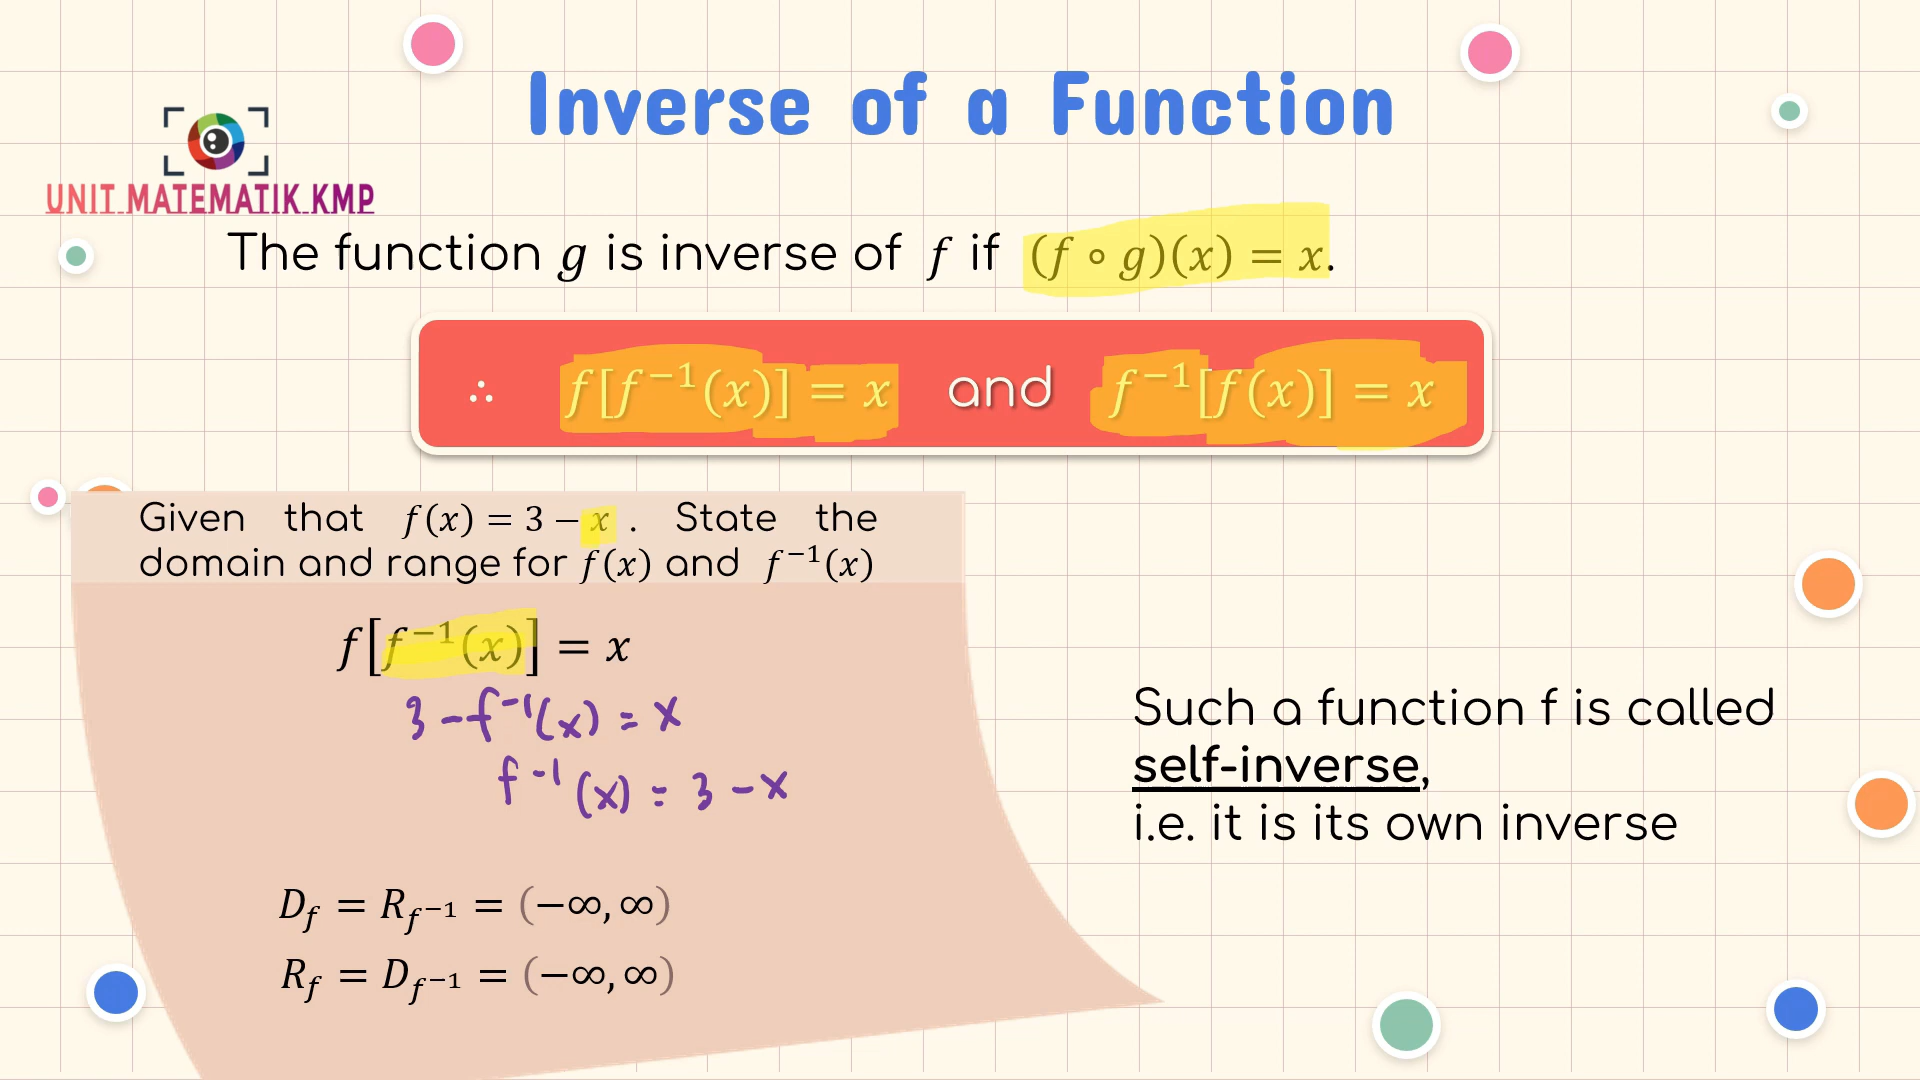 Inverse of a Function
UNIT MATEMATIK KMP
The function g is inverse of f if (f ∘ g)(x) = x.
∴ f[f⁻¹(x)] = x and f⁻¹[f(x)] = x
Given that f(x) = 3 − x . State the
domain and range for f(x) and f⁻¹(x)
f[f⁻¹(x)] = x
3 − f⁻¹(x) = x
f⁻¹(x) = 3 − x
Such a function f is called
self-inverse,
i.e. it is its own inverse
D_f = R_{f⁻¹} = (−∞, ∞)
R_f = D_{f⁻¹} = (−∞, ∞)